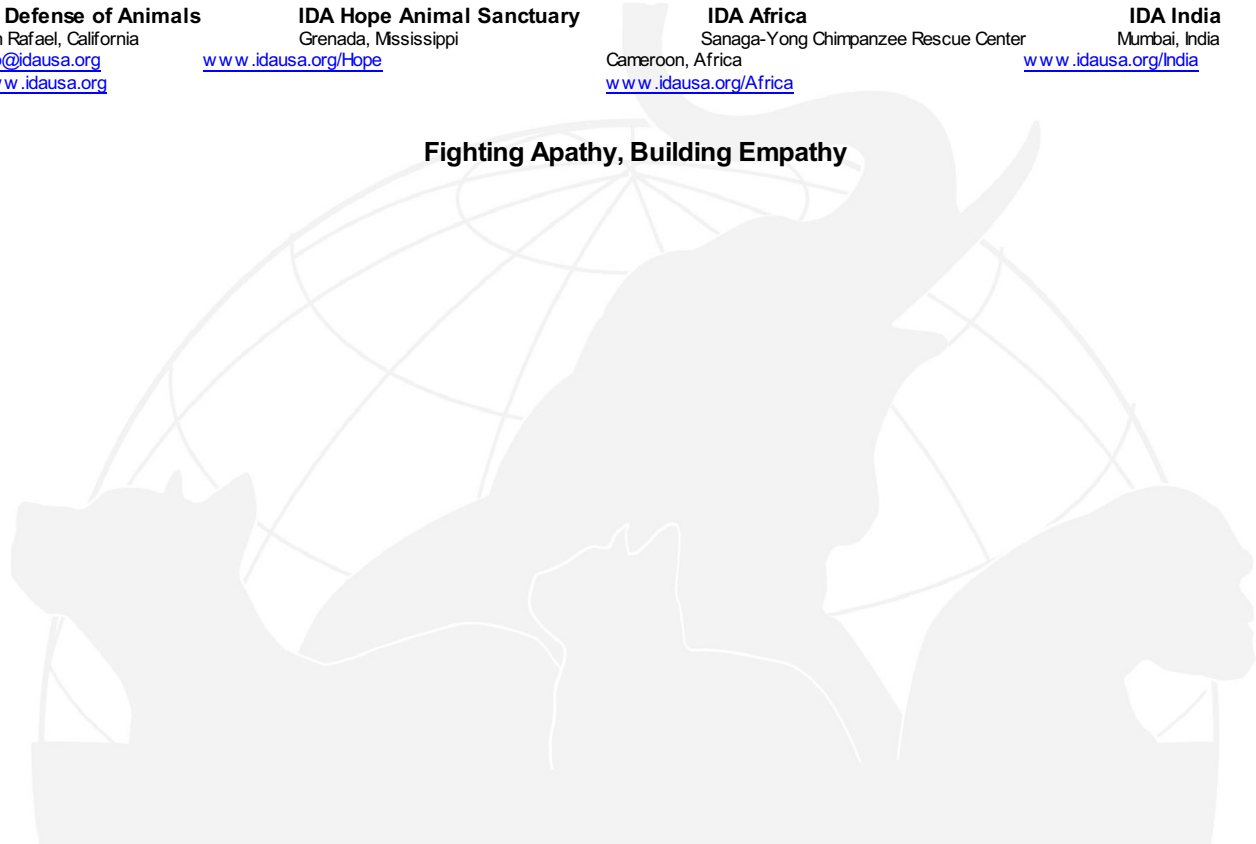 Defense of Animals IDA Hope Animal Sanctuary IDA Africa IDA India
Rafael, California Grenada, Mississippi Sanaga-Yong Chimpanzee Rescue Center Mumbai, India
@idausa.org www.idausa.org/Hope Cameroon, Africa www.idausa.org/India
w.idausa.org www.idausa.org/Africa
Fighting Apathy, Building Empathy